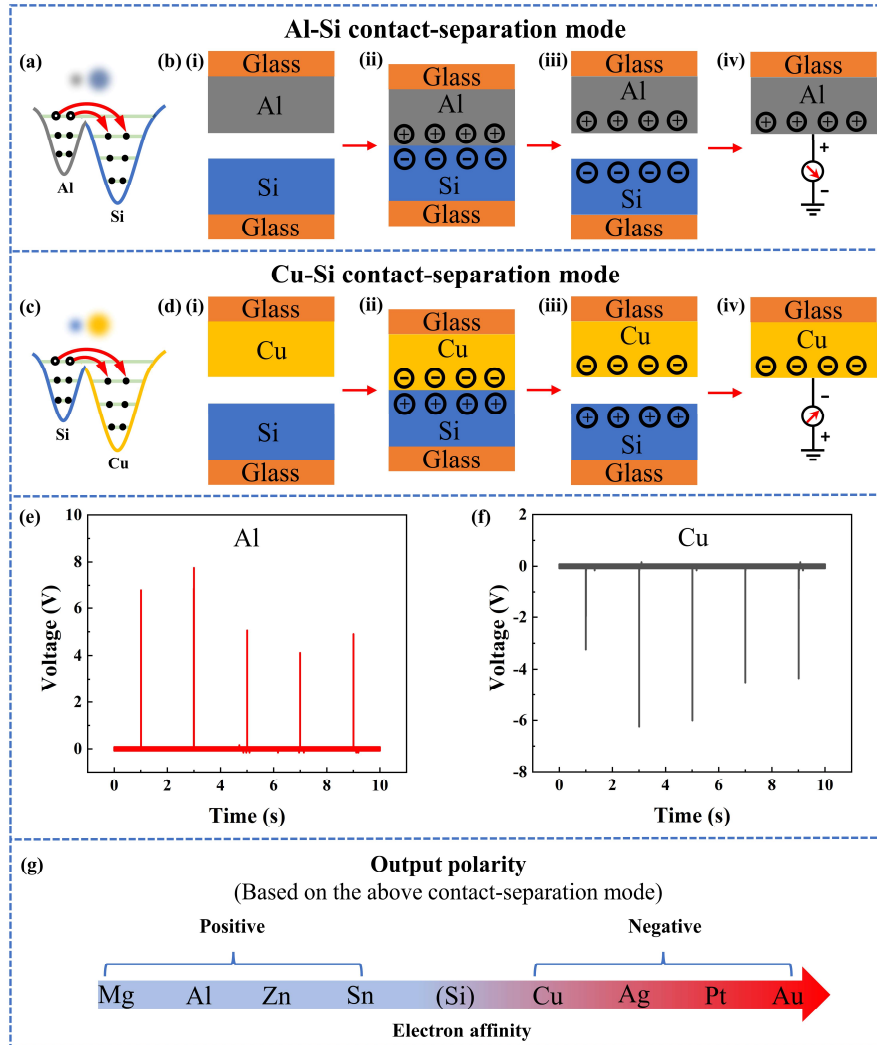 Al-Si contact-separation mode
(a)
(b) (i)
(ii)
(iii)
(iv)
Glass
Al
Si
Glass
Glass
Al
+ + + +
− − − −
Si
Glass
Glass
Al
+ + + +
− − − −
Si
Glass
Glass
Al
+ + + +
+
−
Al
Si
Cu-Si contact-separation mode
(c)
(d) (i)
(ii)
(iii)
(iv)
Glass
Cu
Si
Glass
Glass
Cu
− − − −
+ + + +
Si
Glass
Glass
Cu
− − − −
+ + + +
Si
Glass
Glass
Cu
− − − −
−
+
Si
Cu
(e)
Al
Voltage (V)
10
8
6
4
2
0
0 2 4 6 8 10
Time (s)
(f)
Cu
Voltage (V)
2
0
-2
-4
-6
-8
0 2 4 6 8 10
Time (s)
(g)
Output polarity
(Based on the above contact-separation mode)
Positive
Negative
Mg Al Zn Sn (Si) Cu Ag Pt Au
Electron affinity